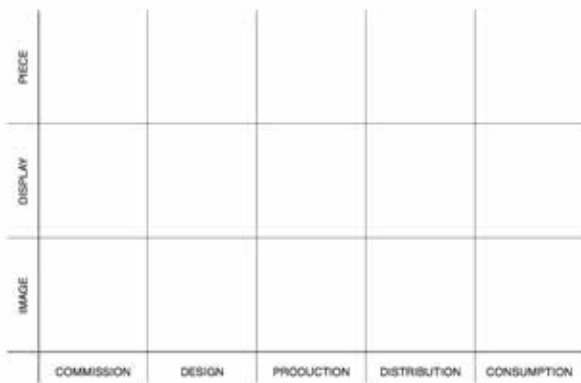 PIECE
DISPLAY
IMAGE
COMMISSION DESIGN PRODUCTION DISTRIBUTION CONSUMPTION